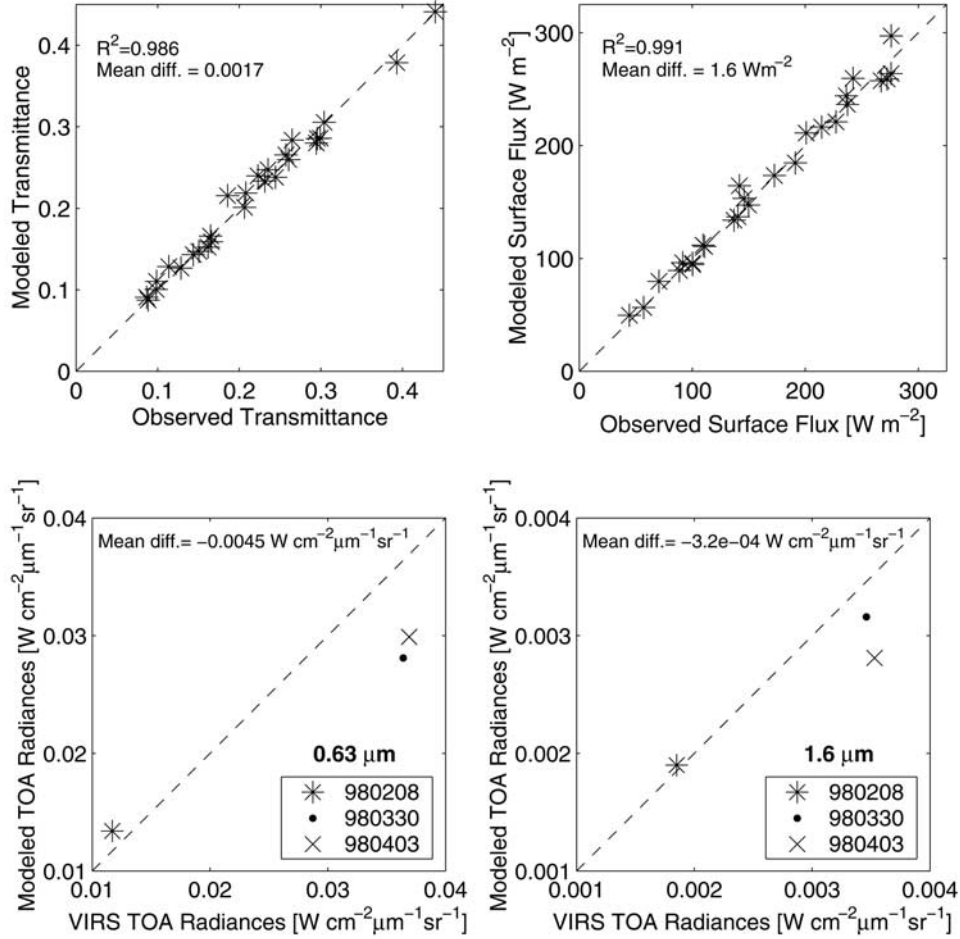 R²=0.986
Mean diff. = 0.0017
Modeled Transmittance
0.4
0.3
0.2
0.1
0
0 0.1 0.2 0.3 0.4
Observed Transmittance
R²=0.991
Mean diff. = 1.6 Wm⁻²
Modeled Surface Flux [W m⁻²]
300
200
100
0
0 100 200 300
Observed Surface Flux [W m⁻²]
Mean diff.= −0.0045 W cm⁻²μm⁻¹sr⁻¹
Modeled TOA Radiances [W cm⁻²μm⁻¹sr⁻¹]
0.04
0.03
0.02
0.01
0.63 μm
980208
980330
980403
0.01 0.02 0.03 0.04
VIRS TOA Radiances [W cm⁻²μm⁻¹sr⁻¹]
Mean diff.= −3.2e−04 W cm⁻²μm⁻¹sr⁻¹
Modeled TOA Radiances [W cm⁻²μm⁻¹sr⁻¹]
0.004
0.003
0.002
0.001
1.6 μm
980208
980330
980403
0.001 0.002 0.003 0.004
VIRS TOA Radiances [W cm⁻²μm⁻¹sr⁻¹]